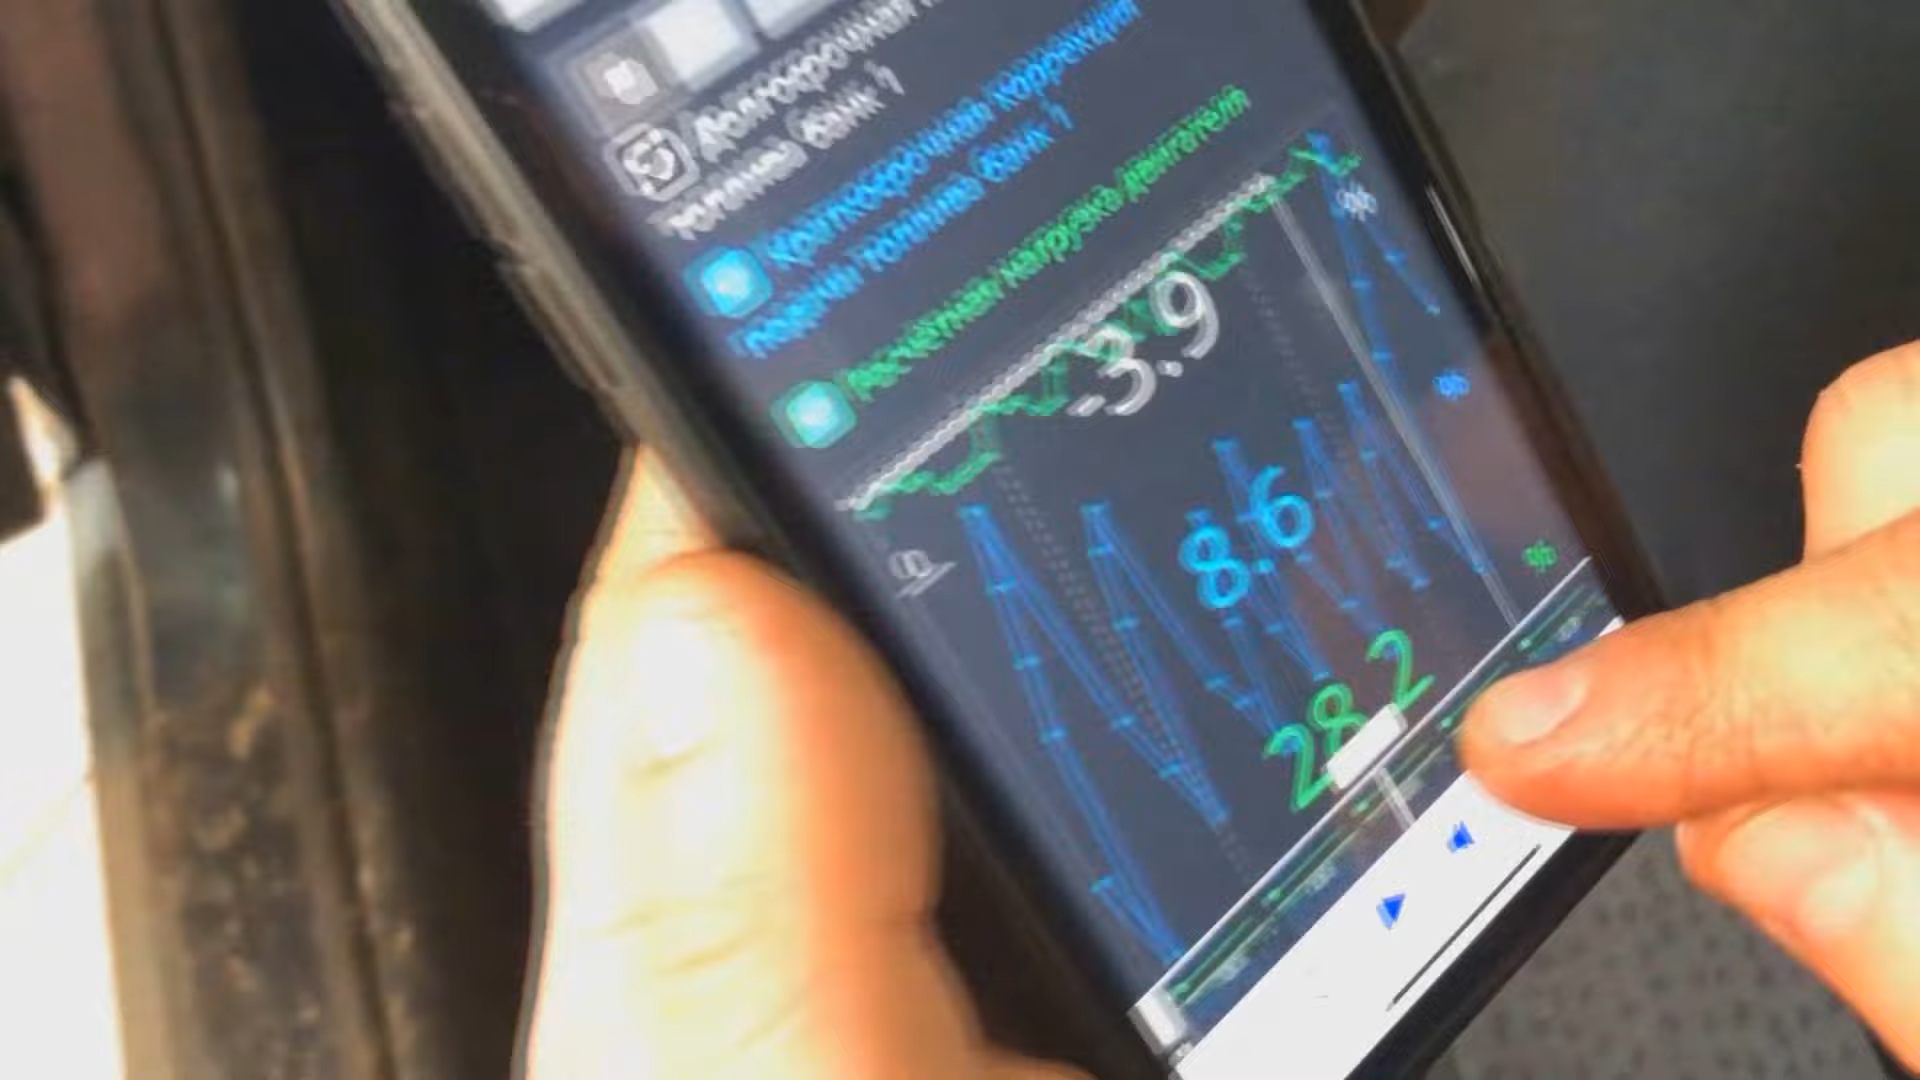 Долгосрочная
топлива банк 1
Краткосрочная коррекция
подачи топлива банк 1
Расчётная нагрузка двигателя
-3.9
%
8.6
%
28.2
%